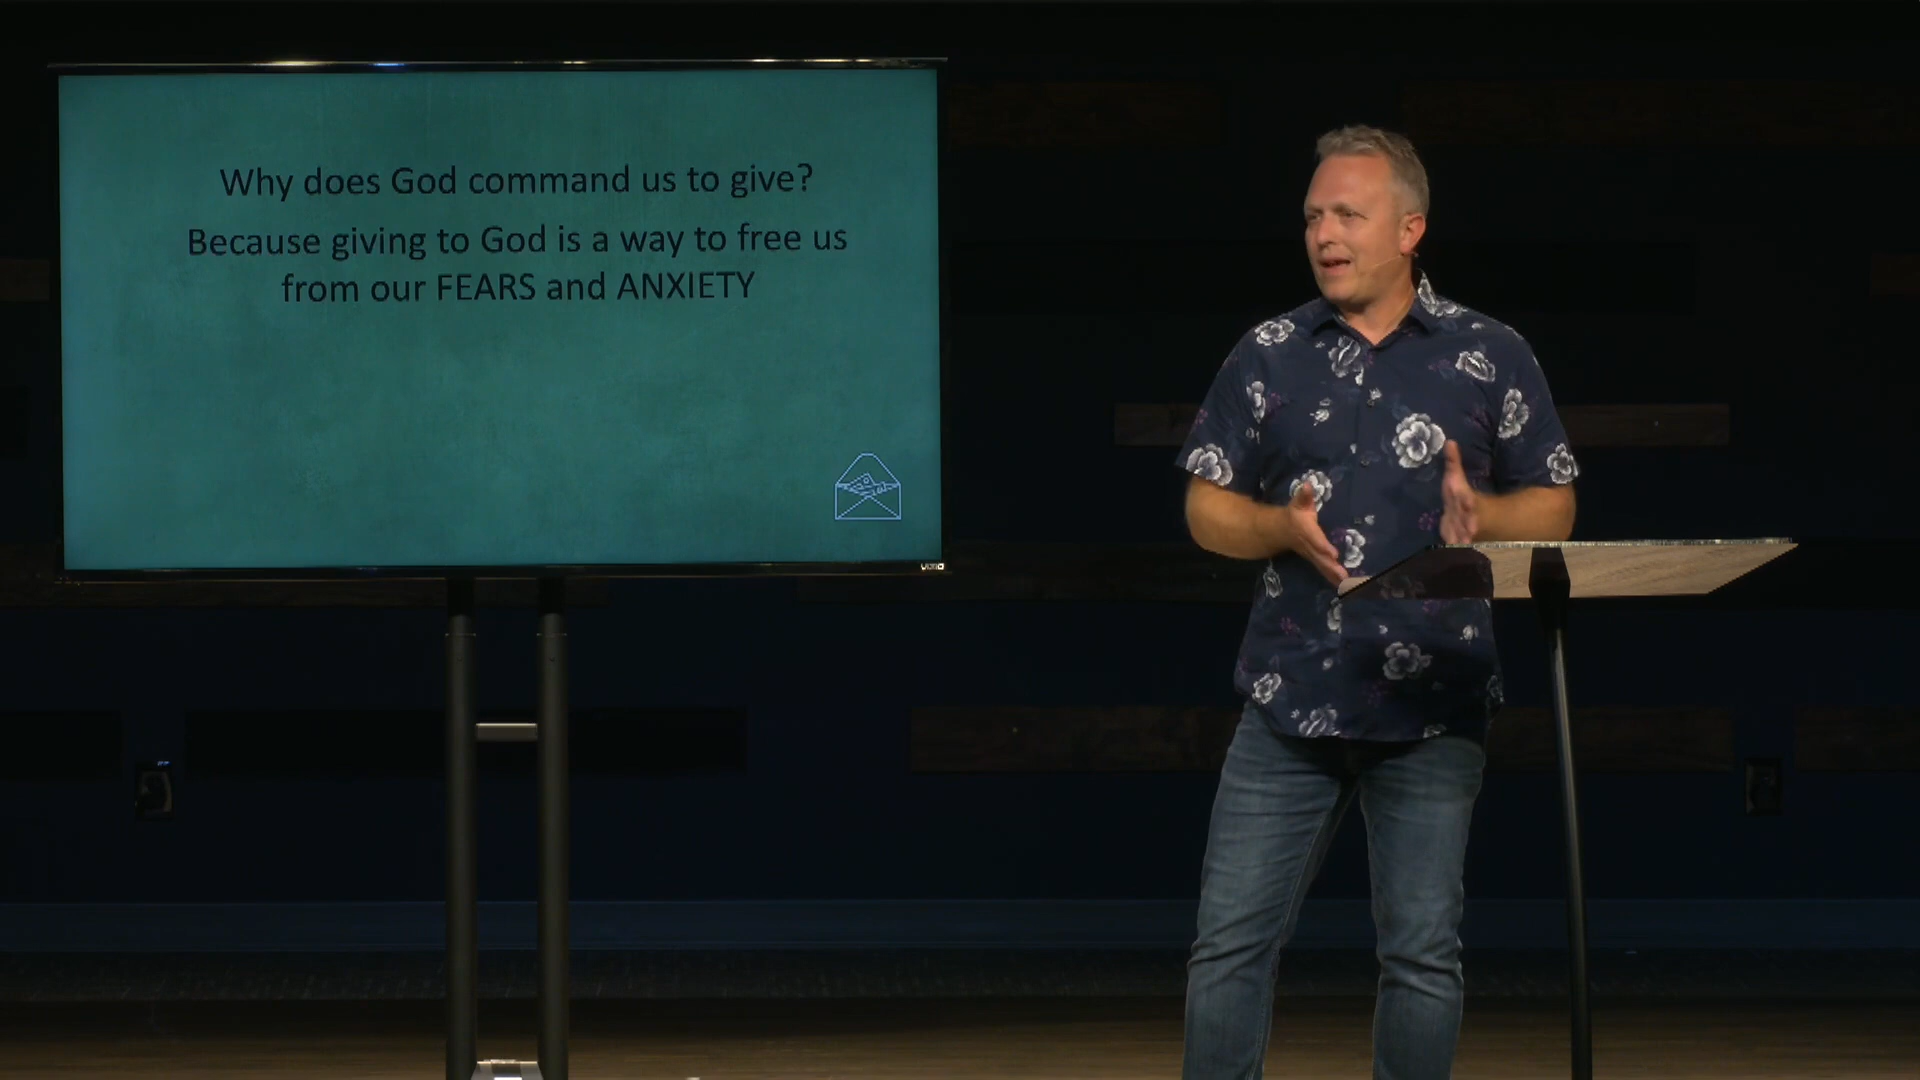 Why does God command us to give?
Because giving to God is a way to free us
from our FEARS and ANXIETY
VIZIO